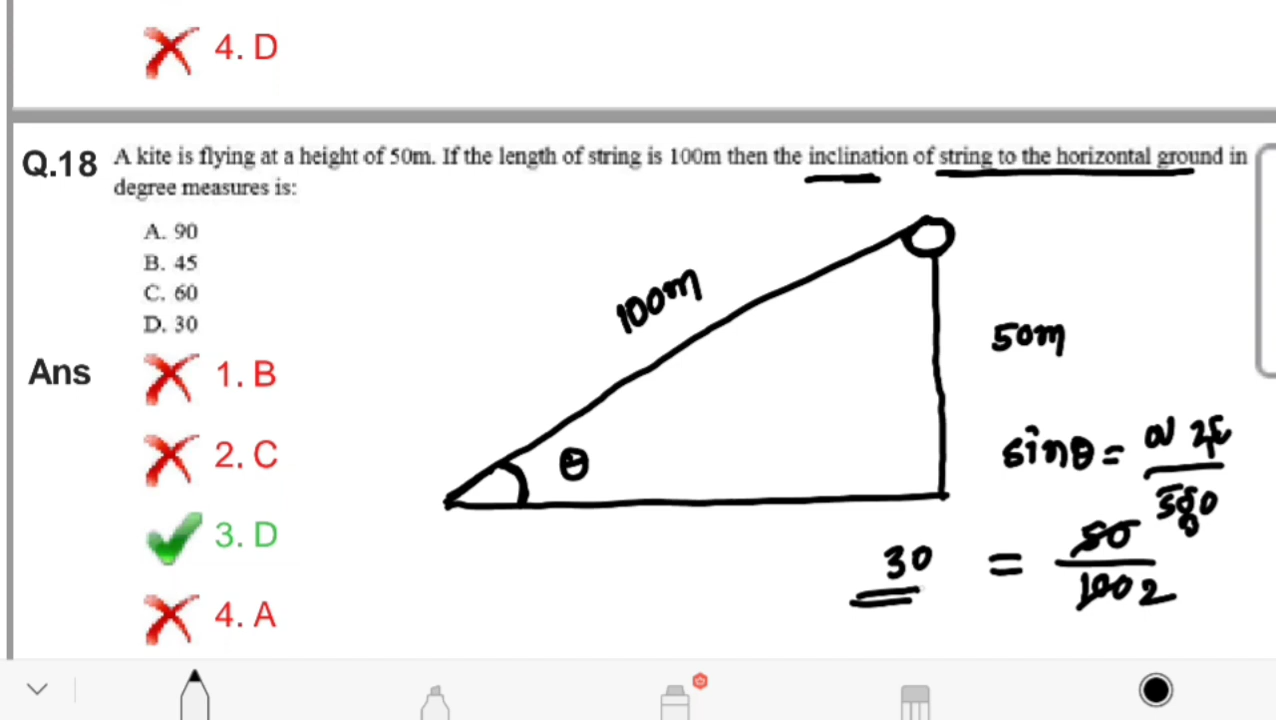 4. D
Q.18 A kite is flying at a height of 50m. If the length of string is 100m then the inclination of string to the horizontal ground in
degree measures is:
A. 90
B. 45
C. 60
D. 30
Ans 1. B
2. C
3. D
4. A
100m
50m
θ
sinθ =
30 = 50
100 2